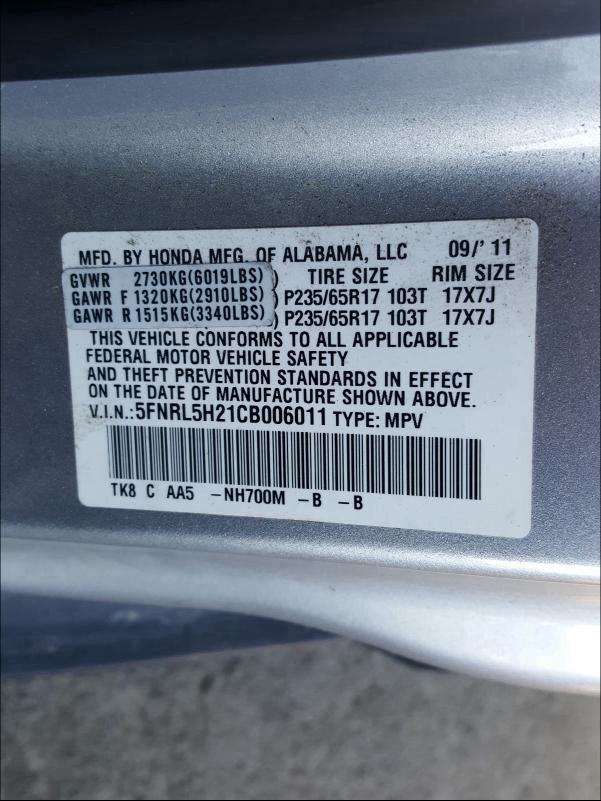 MFD. BY HONDA MFG. OF ALABAMA, LLC 09/'11
GVWR 2730KG(6019LBS) TIRE SIZE RIM SIZE
GAWR F 1320KG(2910LBS) P235/65R17 103T 17X7J
GAWR R 1515KG(3340LBS) P235/65R17 103T 17X7J
THIS VEHICLE CONFORMS TO ALL APPLICABLE
FEDERAL MOTOR VEHICLE SAFETY
AND THEFT PREVENTION STANDARDS IN EFFECT
ON THE DATE OF MANUFACTURE SHOWN ABOVE.
V.I.N.:5FNRL5H21CB006011 TYPE: MPV
TK8 C AA5 -NH700M -B -B